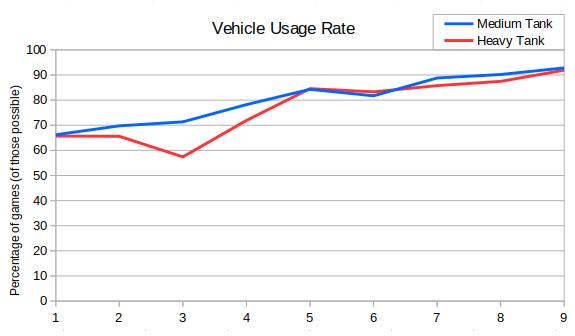 Vehicle Usage Rate
Medium Tank
Heavy Tank
Percentage of games (of those possible)
100
90
80
70
60
50
40
30
20
10
0
1 2 3 4 5 6 7 8 9